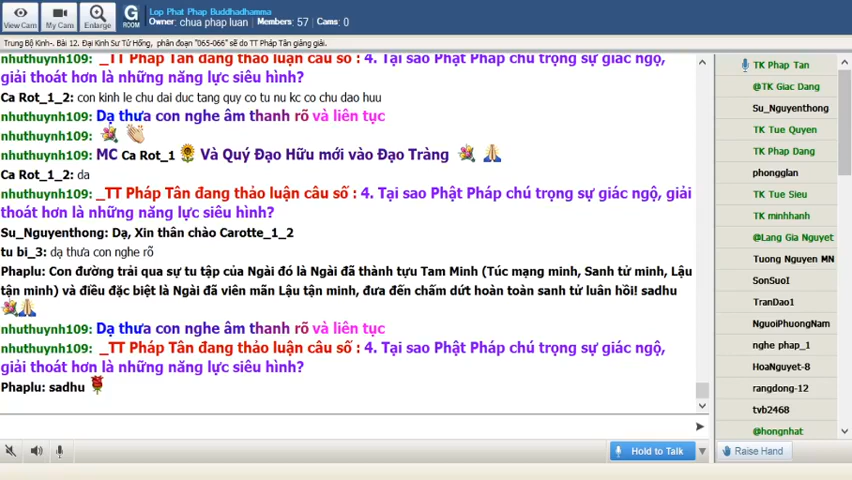 View Cam
My Cam
Enlarge
G
ROOM
Lop Phat Phap Buddhadhamma
Owner: chua phap luan Members: 57 Cams: 0
Trung Bộ Kinh-. Bài 12. Đại Kinh Sư Tử Hống, phân đoạn "065-066" sẽ do TT Pháp Tân giảng giải.
nhuthuynh109: _TT Pháp Tân đang thảo luận câu số : 4. Tại sao Phật Pháp chú trọng sự giác ngộ,
giải thoát hơn là những năng lực siêu hình?
Ca Rot_1_2: con kinh le chu dai duc tang quy co tu nu kc co chu dao huu
nhuthuynh109: Dạ thưa con nghe âm thanh rõ và liên tục
nhuthuynh109:
nhuthuynh109: MC Ca Rot_1 Và Quý Đạo Hữu mới vào Đạo Tràng
Ca Rot_1_2: da
nhuthuynh109: _TT Pháp Tân đang thảo luận câu số : 4. Tại sao Phật Pháp chú trọng sự giác ngộ, giải
thoát hơn là những năng lực siêu hình?
Su_Nguyenthong: Dạ, Xin thân chào Carotte_1_2
tu bi_3: dạ thưa con nghe rõ
Phaplu: Con đường trải qua sự tu tập của Ngài đó là Ngài đã thành tựu Tam Minh (Túc mạng minh, Sanh tử minh, Lậu
tận minh) và điều đặc biệt là Ngài đã viên mãn Lậu tận minh, đưa đến chấm dứt hoàn toàn sanh tử luân hồi! sadhu
nhuthuynh109: Dạ thưa con nghe âm thanh rõ và liên tục
nhuthuynh109: _TT Pháp Tân đang thảo luận câu số : 4. Tại sao Phật Pháp chú trọng sự giác ngộ,
giải thoát hơn là những năng lực siêu hình?
Phaplu: sadhu
Hold to Talk
TK Phap Tan
@TK Giac Dang
Su_Nguyenthong
TK Tue Quyen
TK Phap Dang
phongglan
TK Tue Sieu
TK minhhanh
@Lang Gia Nguyet
Tuong Nguyen MN
SonSuoI
TranDao1
NguoiPhuongNam
nghe phap_1
HoaNguyet-8
rangdong-12
tvb2468
@hongnhat
Raise Hand